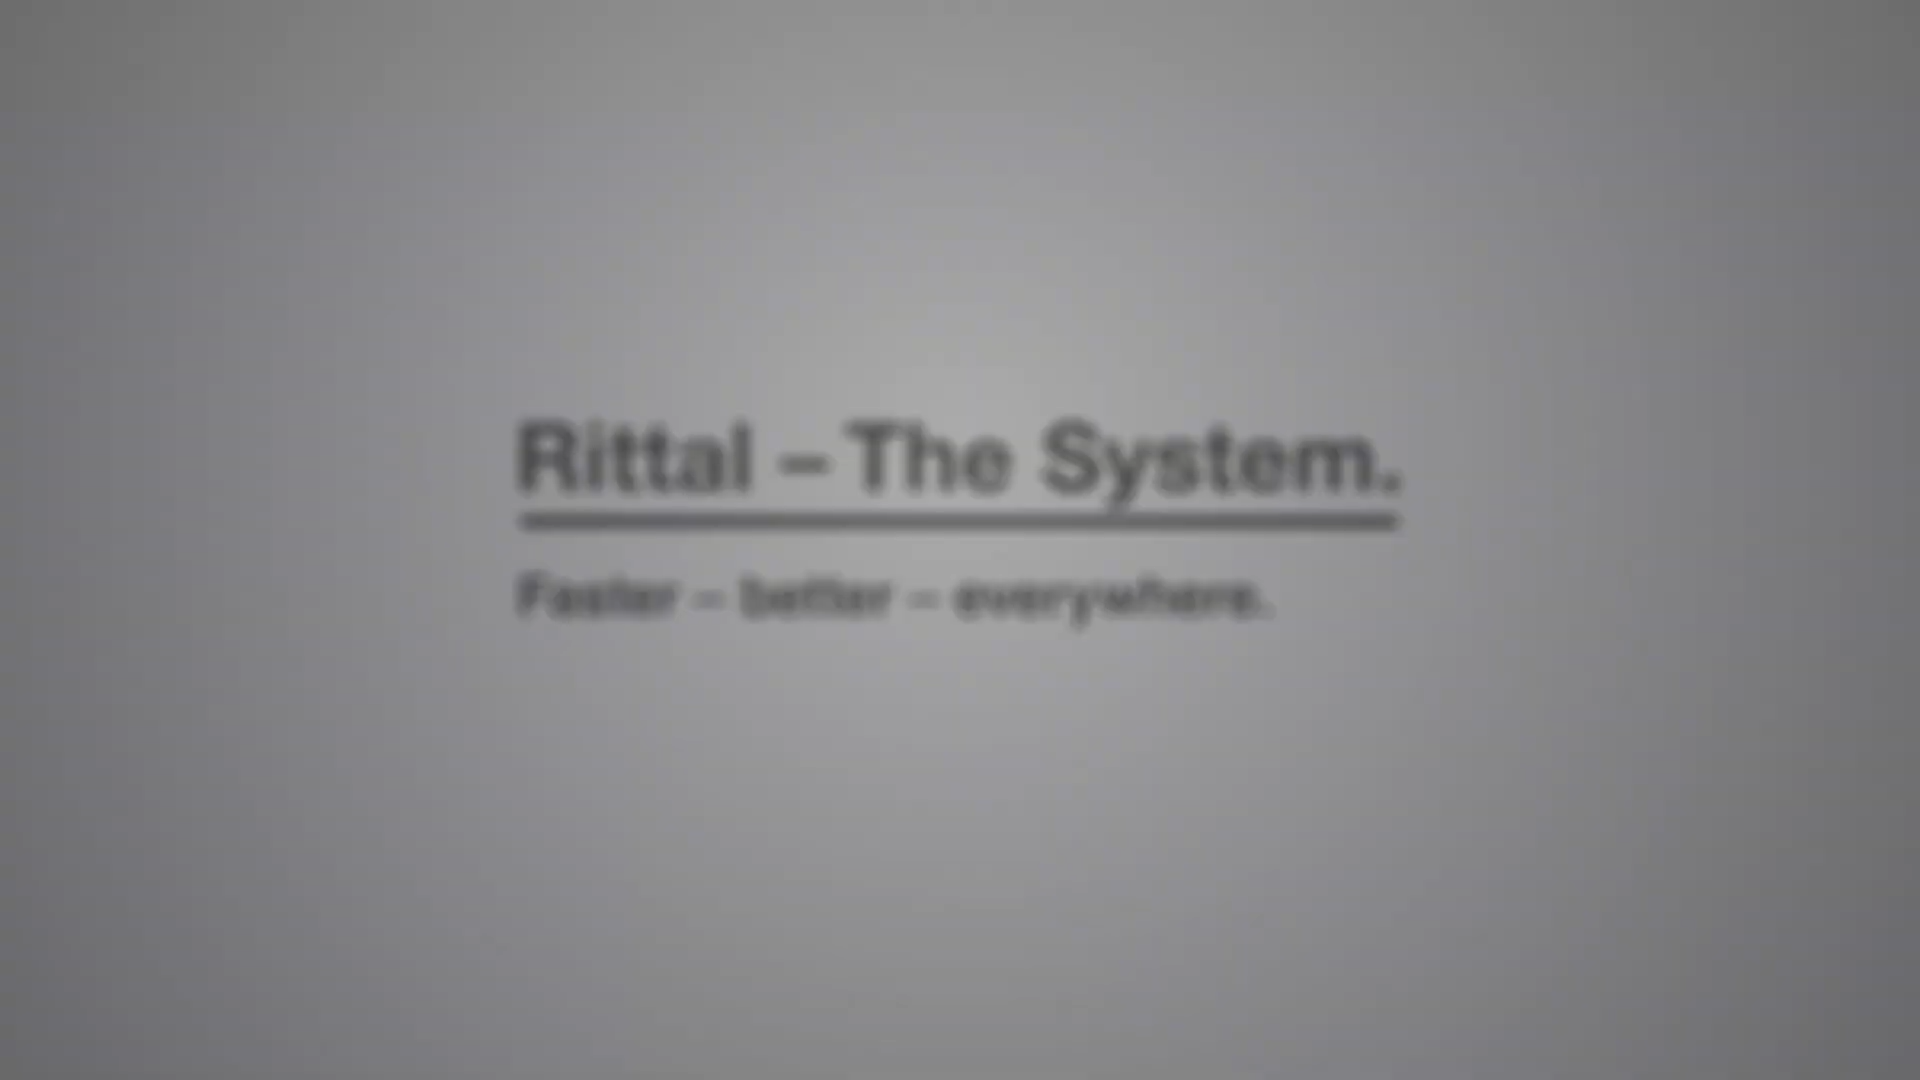 Rittal – The System.
Faster – better – everywhere.